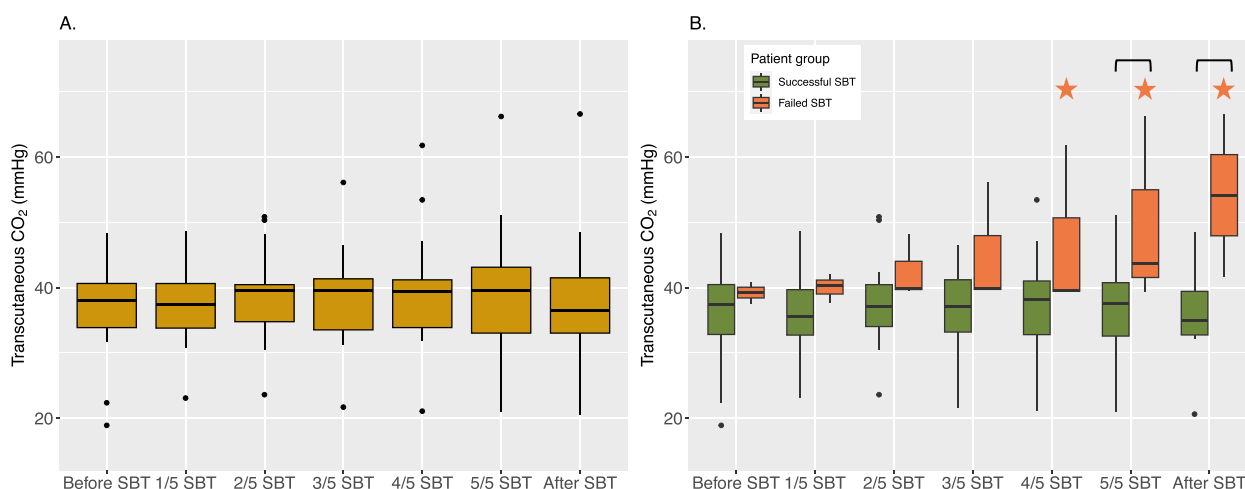 A.
Transcutaneous CO₂ (mmHg)
60
40
20
Before SBT 1/5 SBT 2/5 SBT 3/5 SBT 4/5 SBT 5/5 SBT After SBT
B.
Patient group
Successful SBT
Failed SBT
Transcutaneous CO₂ (mmHg)
60
40
20
Before SBT 1/5 SBT 2/5 SBT 3/5 SBT 4/5 SBT 5/5 SBT After SBT